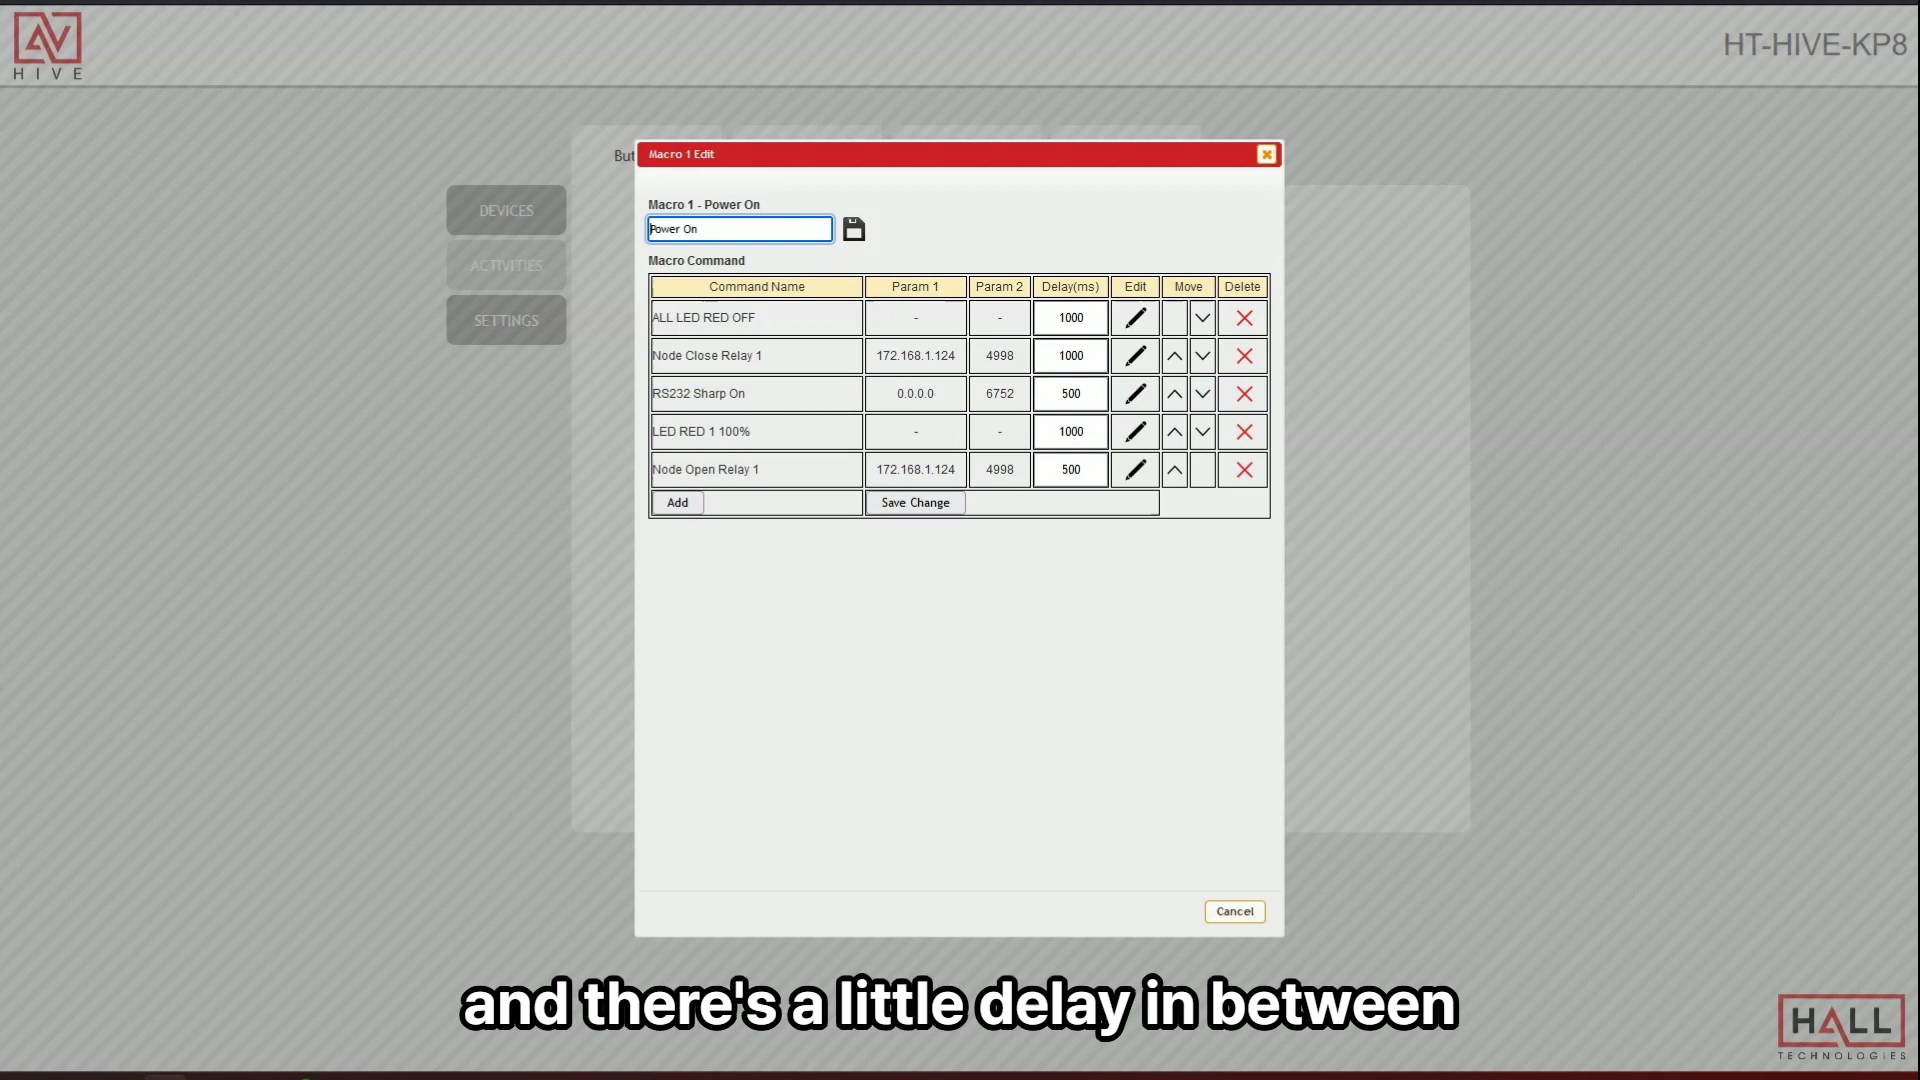 HIVE
HT-HIVE-KP8
But
Macro 1 Edit
DEVICES
ACTIVITIES
SETTINGS
Macro 1 - Power On
Power On
Macro Command
Command Name Param 1 Param 2 Delay(ms) Edit Move Delete
ALL LED RED OFF - - 1000
Node Close Relay 1 172.168.1.124 4998 1000
RS232 Sharp On 0.0.0.0 6752 500
LED RED 1 100% - - 1000
Node Open Relay 1 172.168.1.124 4998 500
Add Save Change
Cancel
and there's a little delay in between
HALL
TECHNOLOGIES